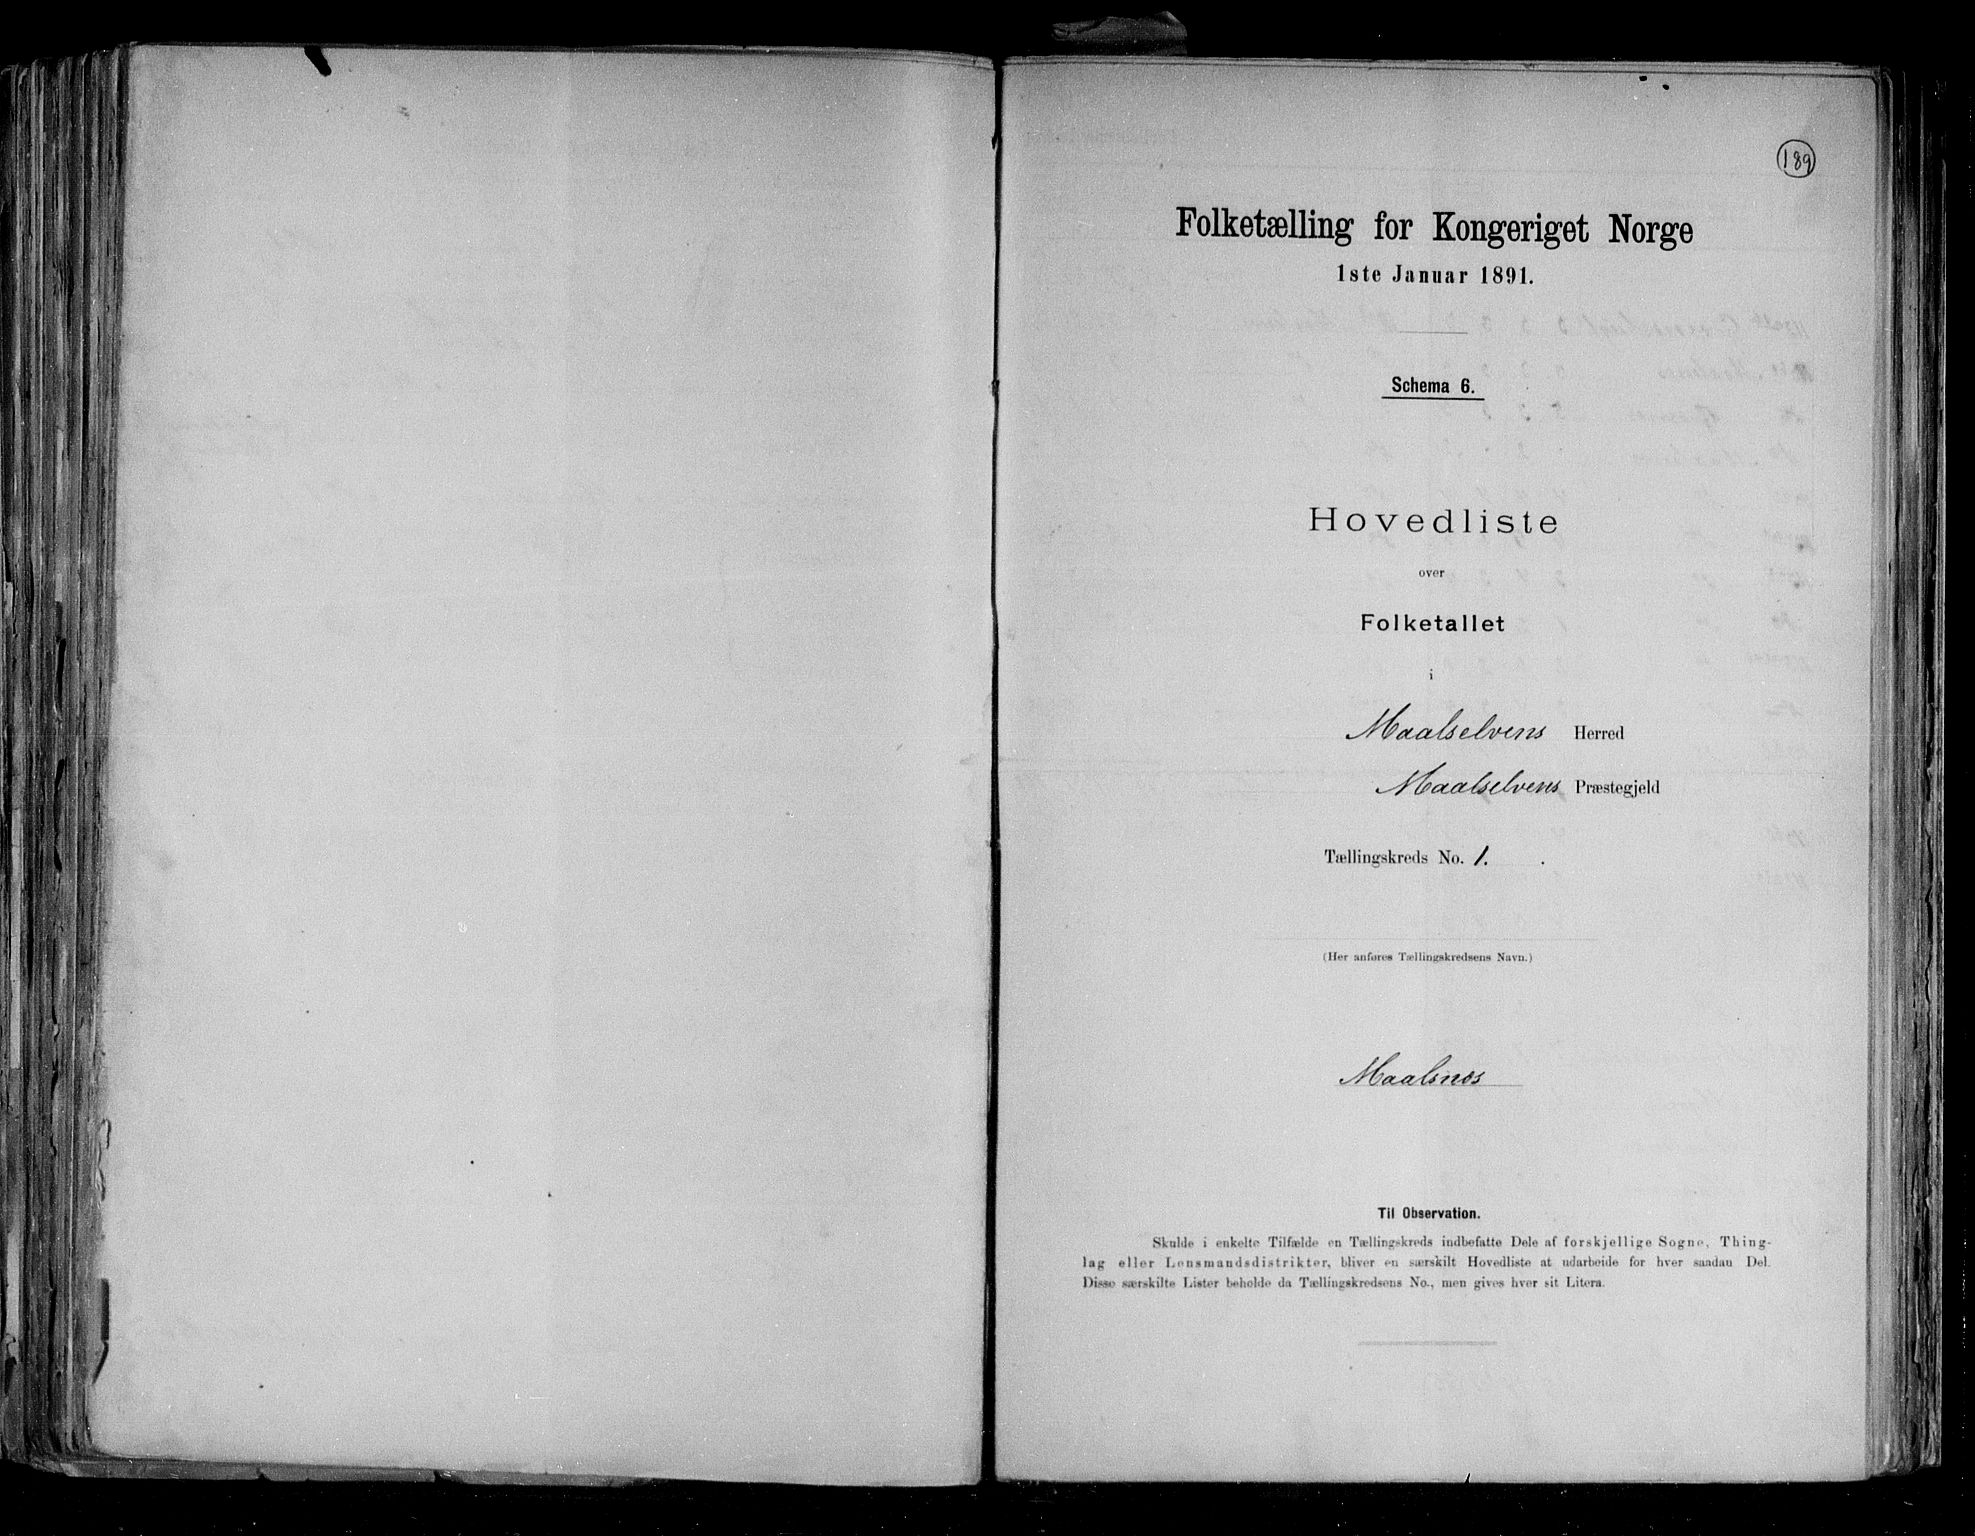 189
Folketælling for Kongeriget Norge
1ste Januar 1891.
Schema 6.
Hovedliste
over
Folketallet
i
Maalselvens Herred
Maalselvens Præstegjeld
Tællingskreds No. 1.
(Her anføres Tællingskredsens Navn.)
Maalsnes
Til Observation.
Skulde i enkelte Tilfælde en Tællingskreds indbefatte Dele af forskjellige Sogne, Thing-
lag eller Lensmandsdistrikter, bliver en særskilt Hovedliste at udarbeide for hver saadan Del.
Disse særskilte Lister beholde da Tællingskredsens No., men gives hver sit Litera.